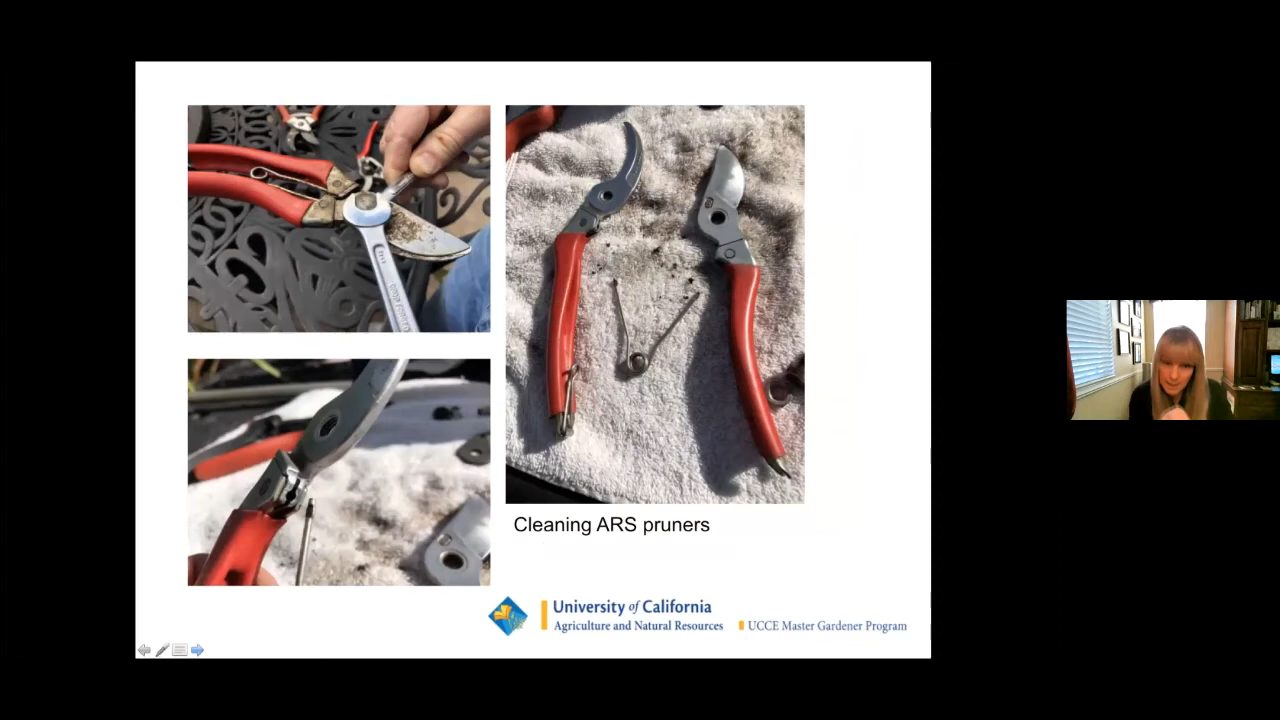 Cleaning ARS pruners
University of California
Agriculture and Natural Resources
UCCE Master Gardener Program